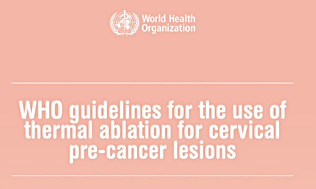 World Health
Organization
WHO guidelines for the use of
thermal ablation for cervical
pre-cancer lesions